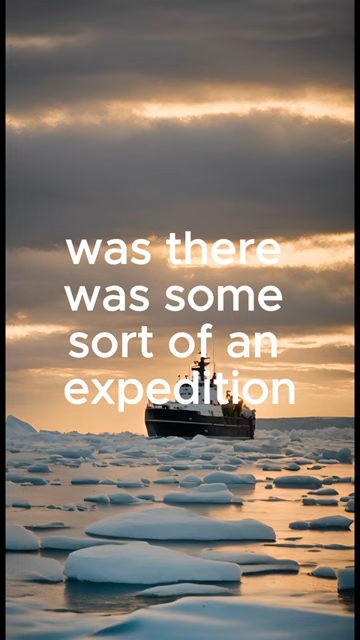 was there
was some
sort of an
expedition